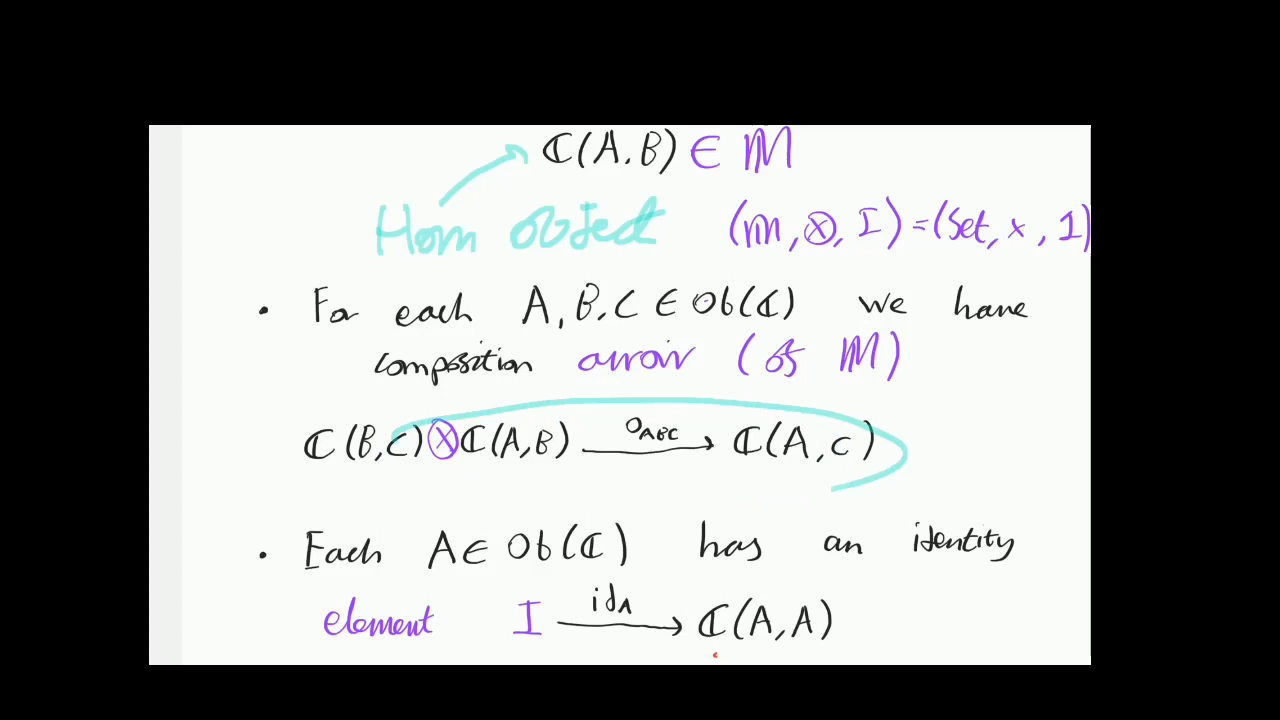 ℂ(A,B) ∈ 𝕄
Hom object (𝕄, ⊗, I) = (Set, ×, 1)
• For each A, B, C ∈ Ob(ℂ) we have
composition arrow (of 𝕄)
ℂ(B,C) ⊗ ℂ(A,B) —∘ABC→ ℂ(A,C)
• Each A ∈ Ob(ℂ) has an identity
element I —idA→ ℂ(A,A)